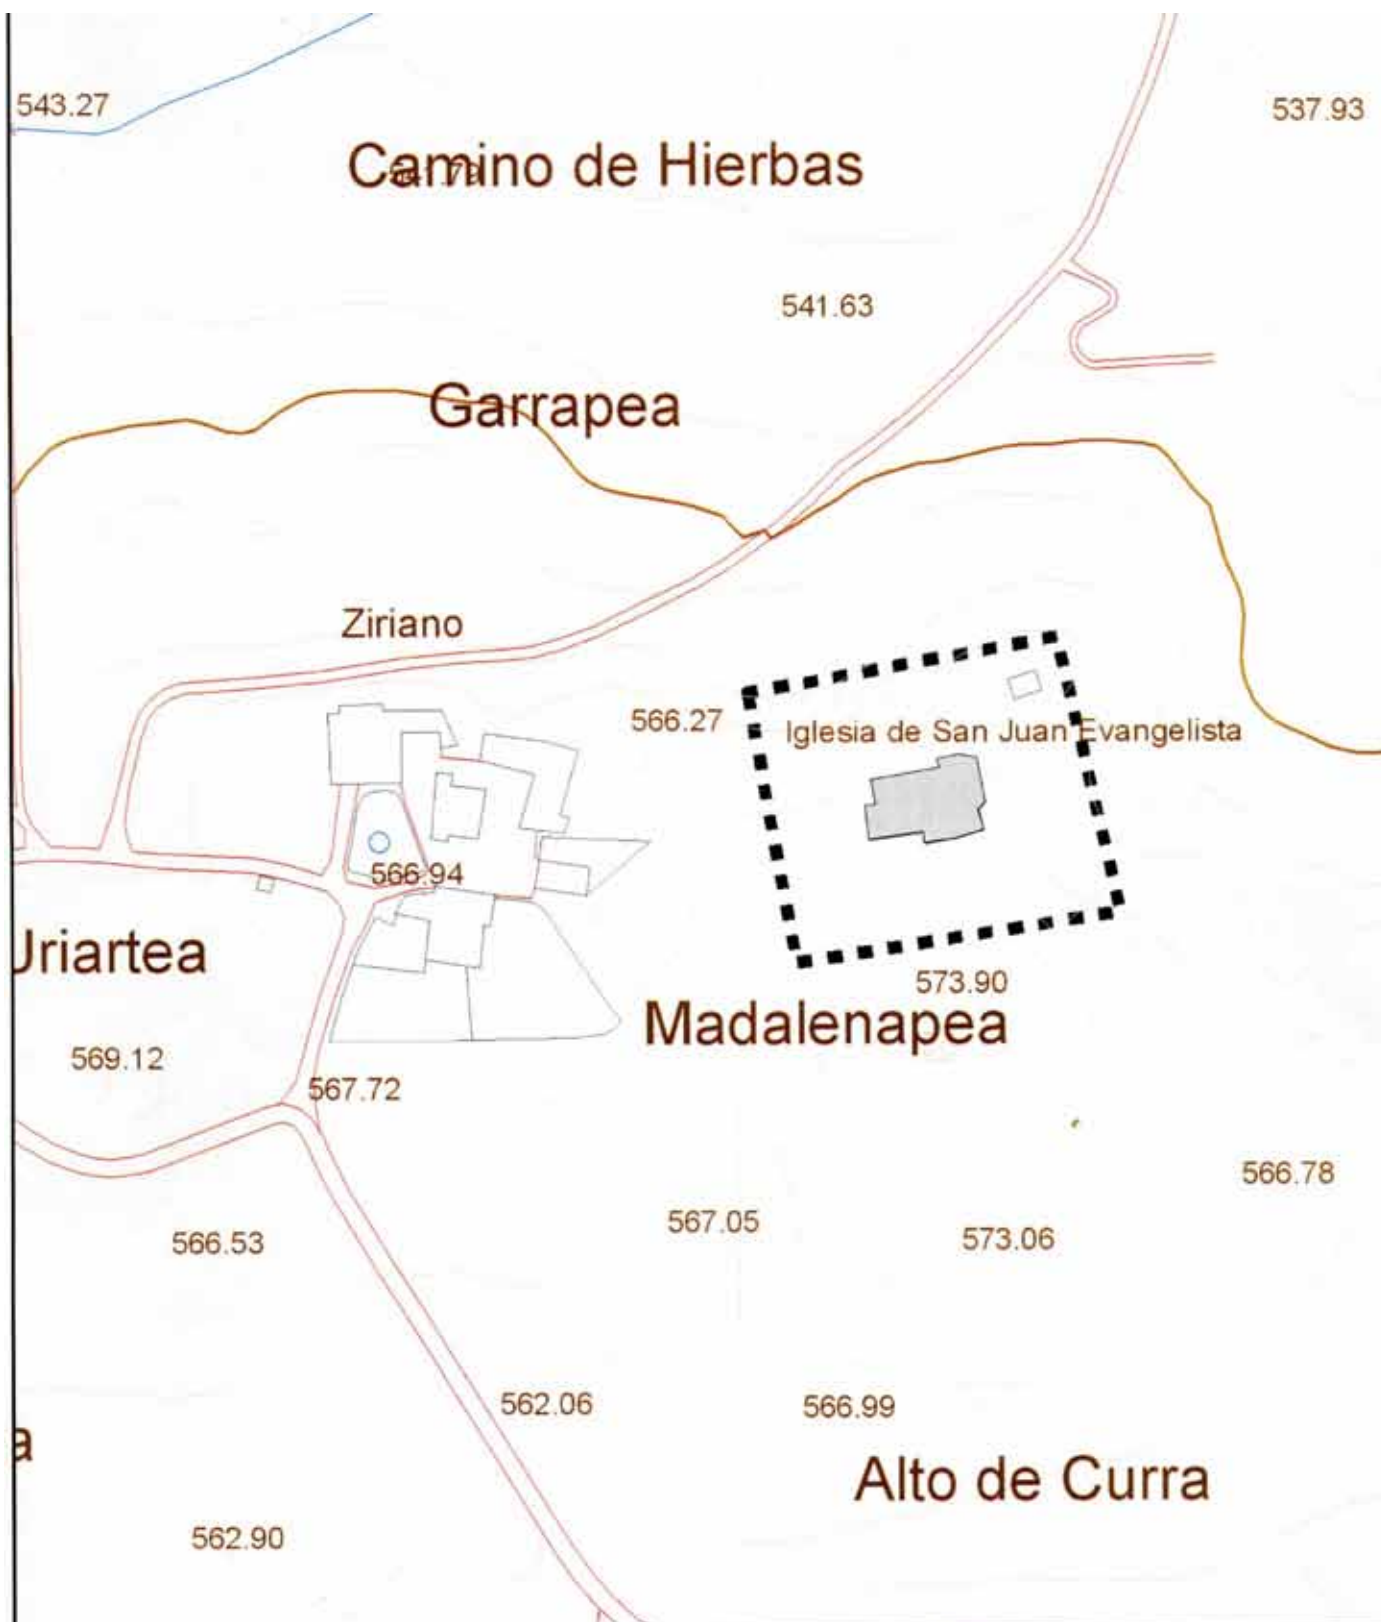 543.27
537.93
Camino de Hierbas
541.63
Garrapea
Ziriano
566.27
Iglesia de San Juan Evangelista
566.94
Uriartea
573.90
Madalenapea
569.12
567.72
566.78
567.05
566.53
573.06
562.06
566.99
a
Alto de Curra
562.90